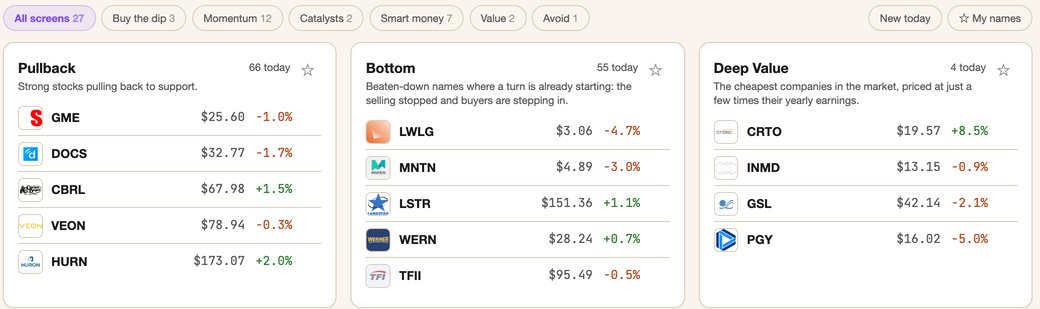 All screens 27
Buy the dip 3
Momentum 12
Catalysts 2
Smart money 7
Value 2
Avoid 1
New today
☆ My names
Pullback
66 today
Strong stocks pulling back to support.
GME $25.60 -1.0%
DOCS $32.77 -1.7%
CBRL $67.98 +1.5%
VEON VEON $78.94 -0.3%
HURON HURN $173.07 +2.0%
Bottom
55 today
Beaten-down names where a turn is already starting: the
selling stopped and buyers are stepping in.
LWLG $3.06 -4.7%
mntn MNTN $4.89 -3.0%
LANDSTAR LSTR $151.36 +1.1%
WERNER WERN $28.24 +0.7%
TFI TFII $95.49 -0.5%
Deep Value
4 today
The cheapest companies in the market, priced at just a
few times their yearly earnings.
criteo CRTO $19.57 +8.5%
INMD $13.15 -0.9%
GSL $42.14 -2.1%
PGY $16.02 -5.0%